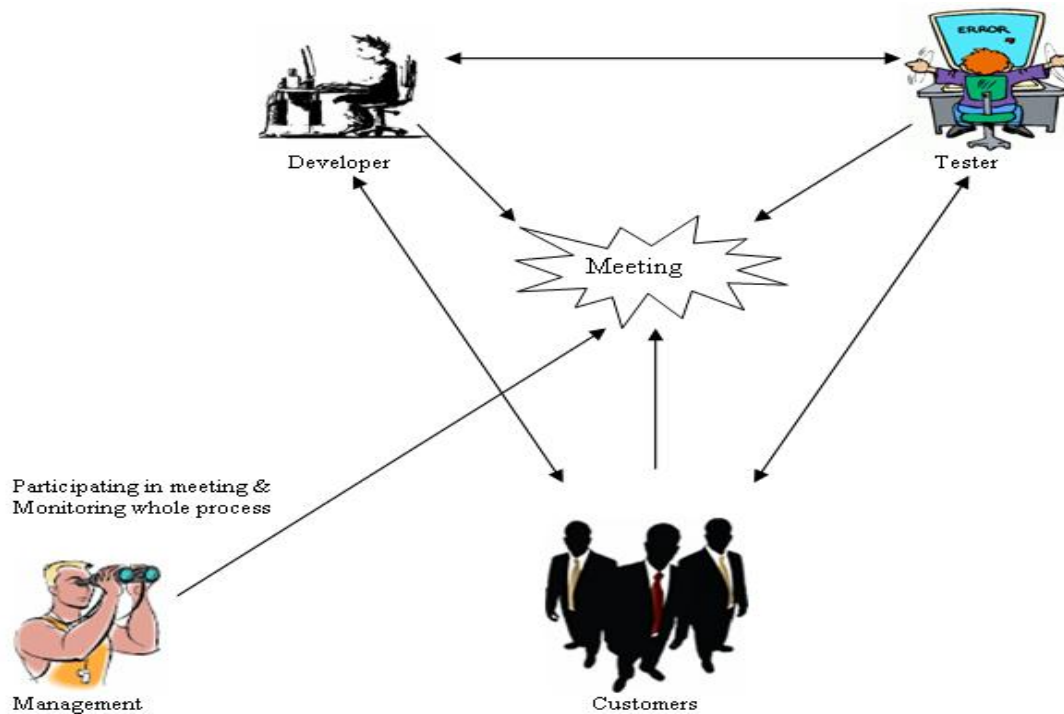 ERROR
Developer
Tester
Meeting
Participating in meeting &
Monitoring whole process
Management
Customers